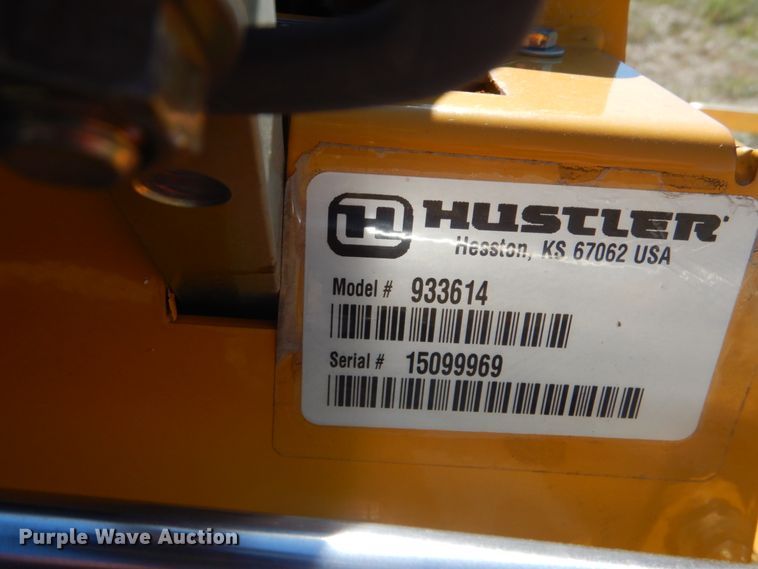 H HUSTLER
Hesston, KS 67062 USA
Model # 933614
Serial # 15099969
Purple Wave Auction